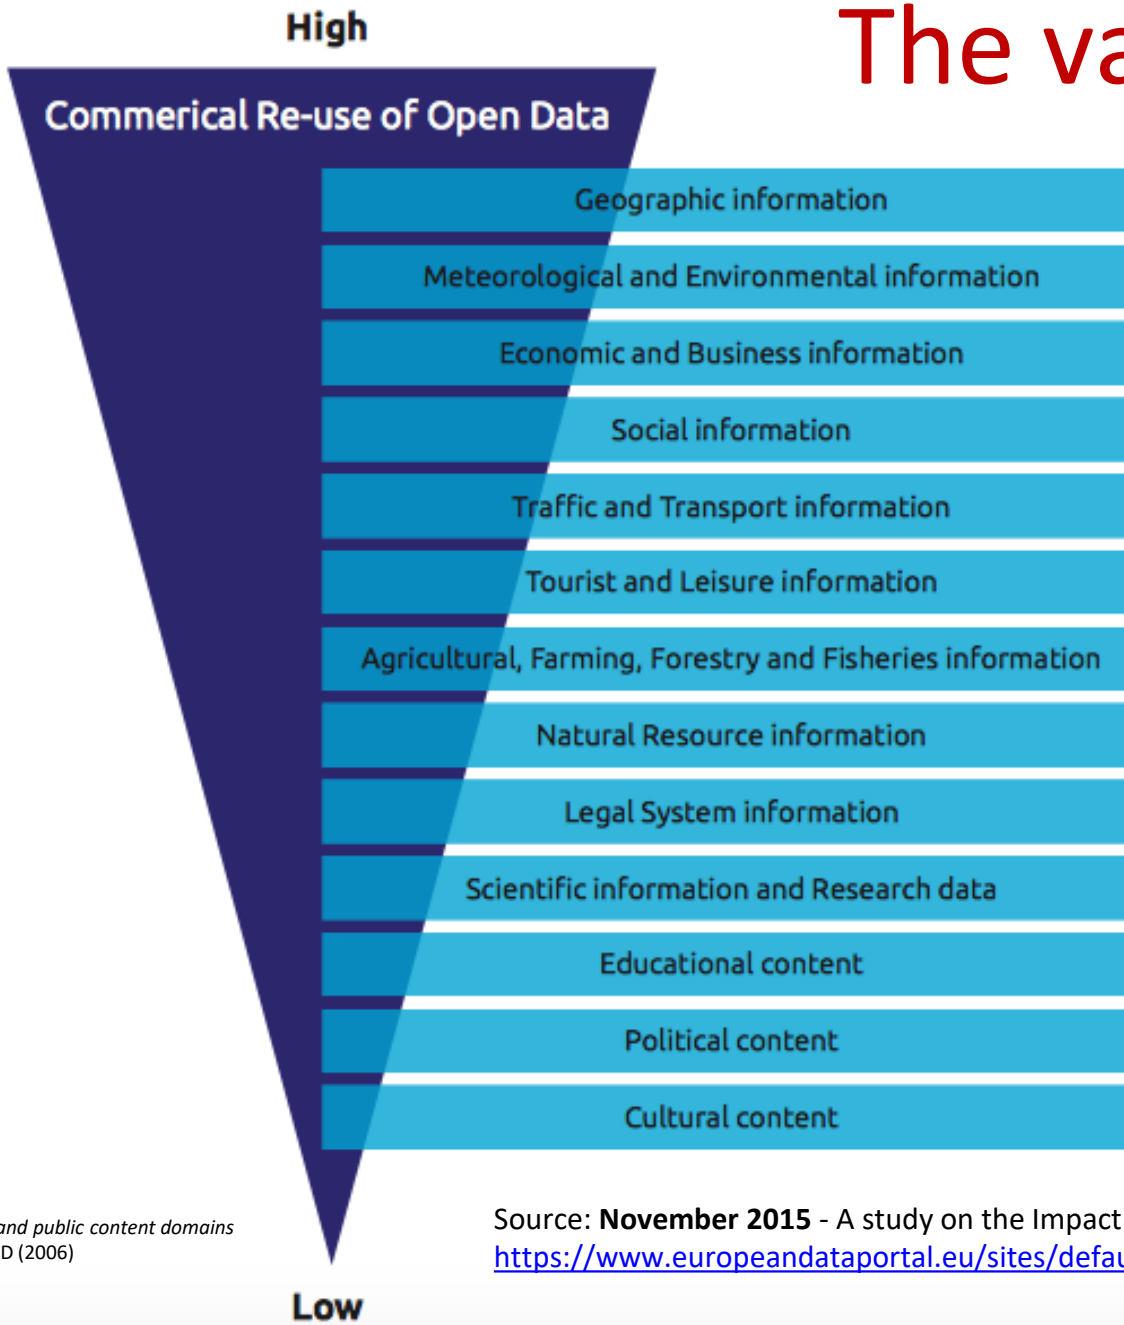 The va
High
Commerical Re-use of Open Data
Geographic information
Meteorological and Environmental information
Economic and Business information
Social information
Traffic and Transport information
Tourist and Leisure information
Agricultural, Farming, Forestry and Fisheries information
Natural Resource information
Legal System information
Scientific information and Research data
Educational content
Political content
Cultural content
and public content domains
D (2006)
Source: November 2015 - A study on the Impact
https://www.europeandataportal.eu/sites/defau
Low